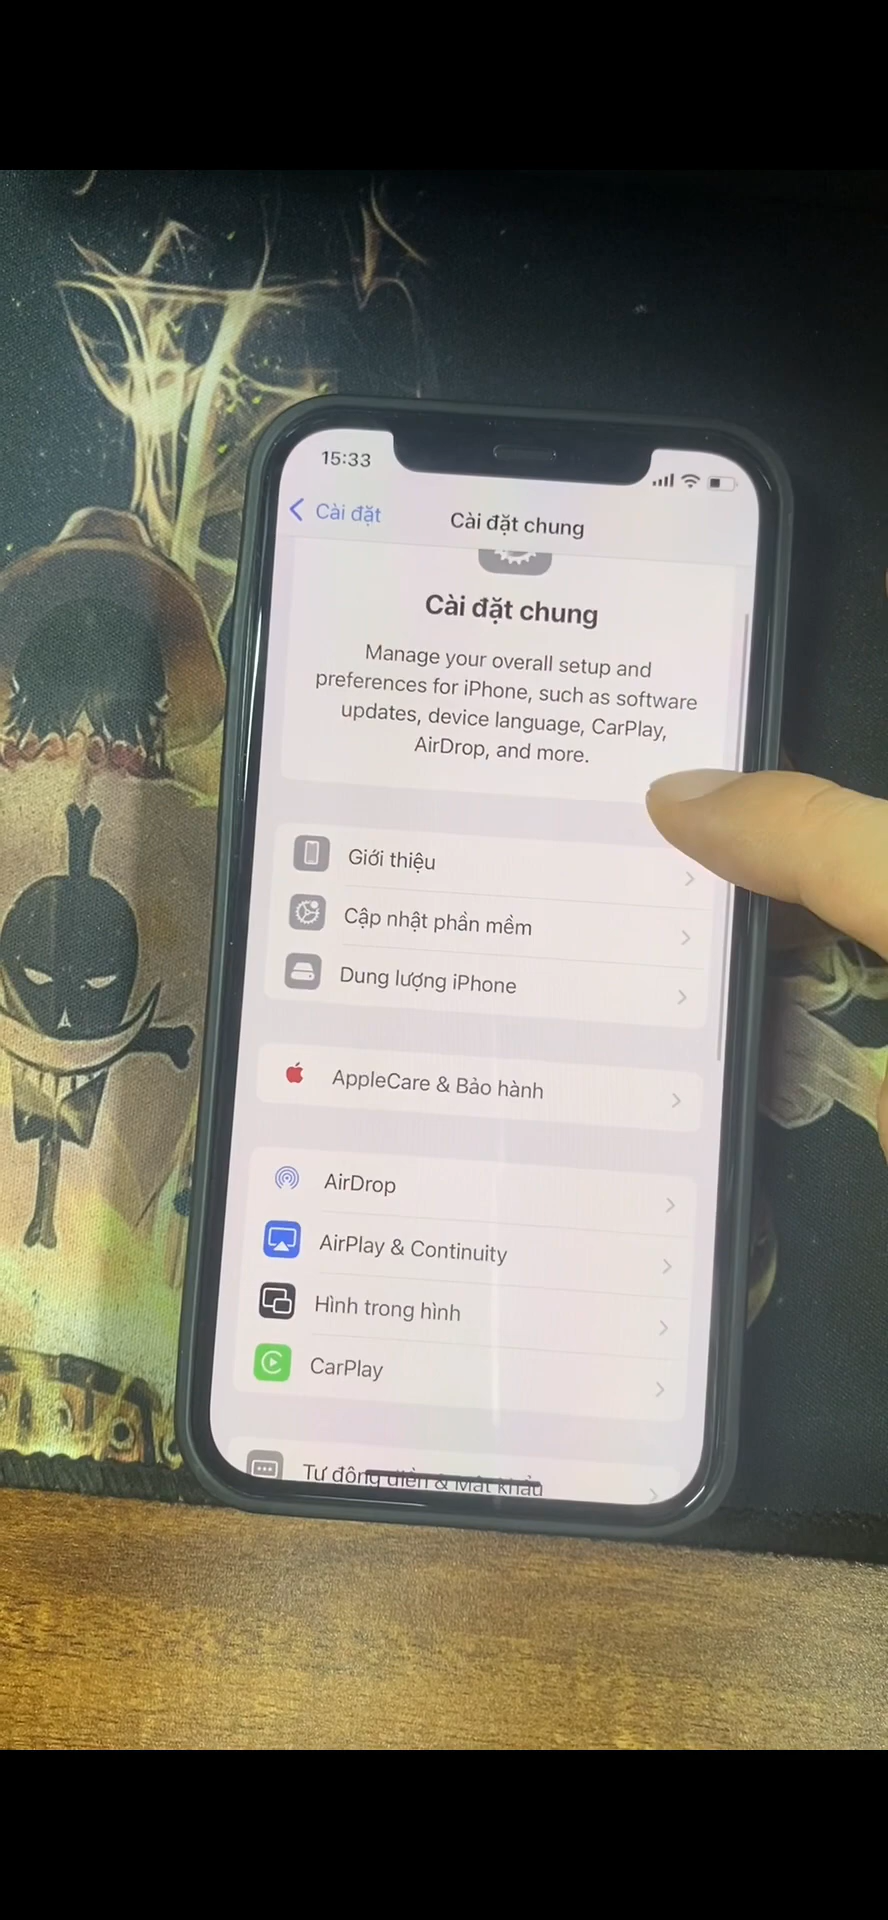 15:33
Cài đặt
Cài đặt chung
Cài đặt chung
Manage your overall setup and
preferences for iPhone, such as software
updates, device language, CarPlay,
AirDrop, and more.
Giới thiệu
Cập nhật phần mềm
Dung lượng iPhone
AppleCare & Bảo hành
AirDrop
AirPlay & Continuity
Hình trong hình
CarPlay
Tự động điền & Mật khẩu